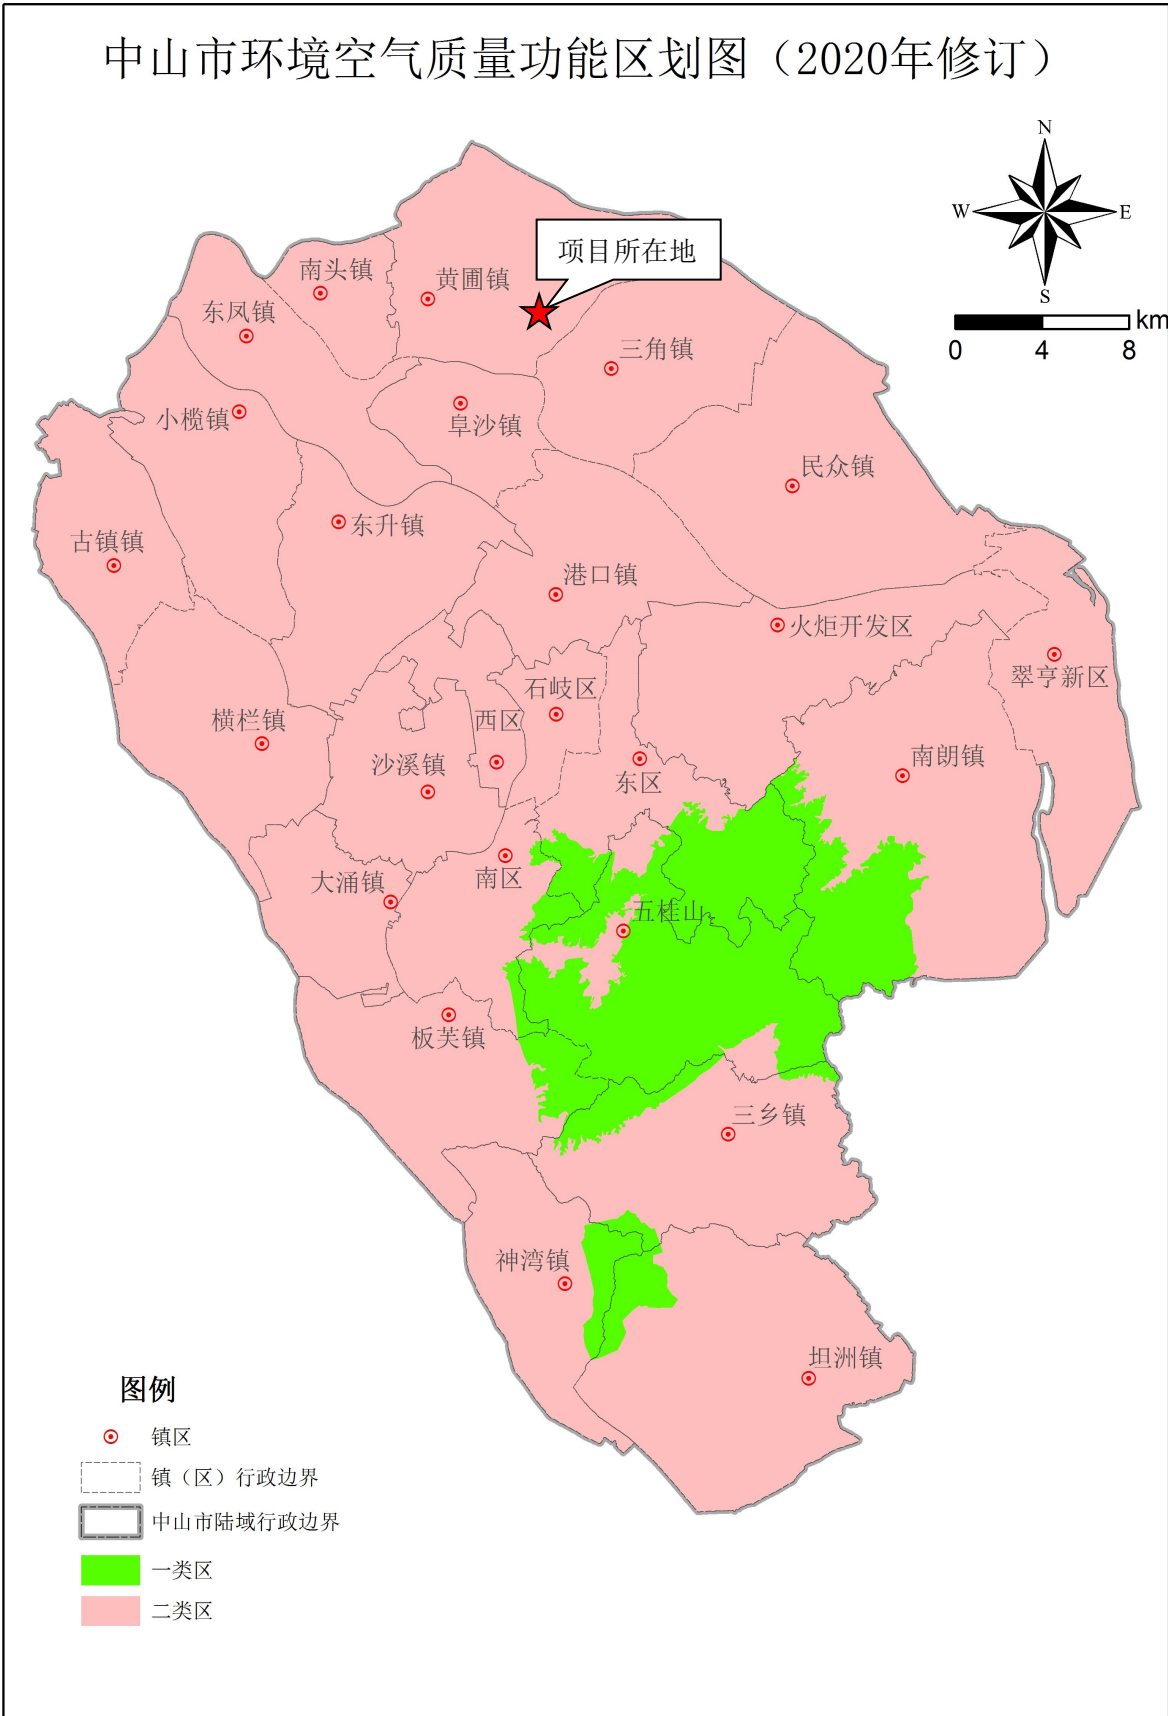 中山市环境空气质量功能区划图（2020年修订）
N
W
E
S
km
0 4 8
项目所在地
南头镇
黄圃镇
东凤镇
三角镇
小榄镇
阜沙镇
民众镇
东升镇
古镇镇
港口镇
火炬开发区
翠亨新区
石岐区
横栏镇
西区
沙溪镇
东区
南朗镇
南区
大涌镇
五桂山
板芙镇
三乡镇
神湾镇
坦洲镇
图例
镇区
镇（区）行政边界
中山市陆域行政边界
一类区
二类区